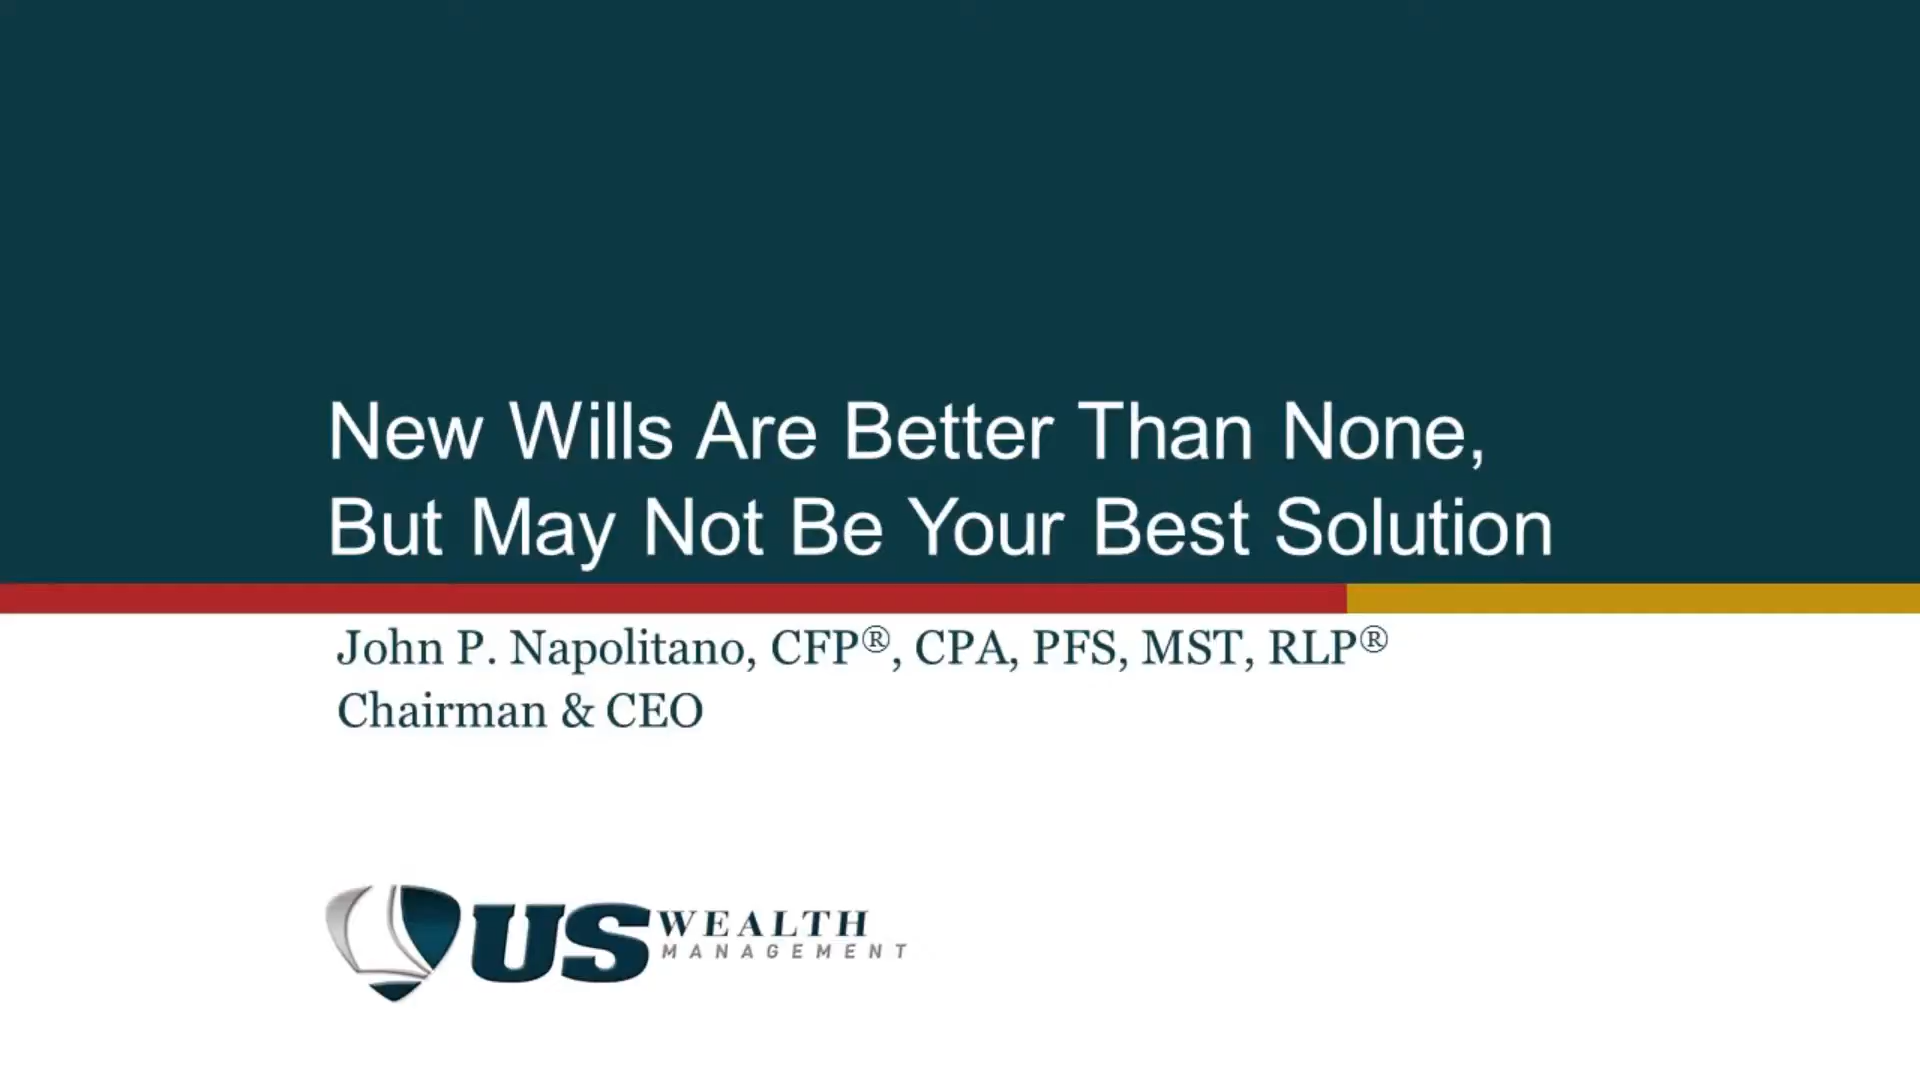 New Wills Are Better Than None,
But May Not Be Your Best Solution
John P. Napolitano, CFP®, CPA, PFS, MST, RLP®
Chairman & CEO
US WEALTH
MANAGEMENT